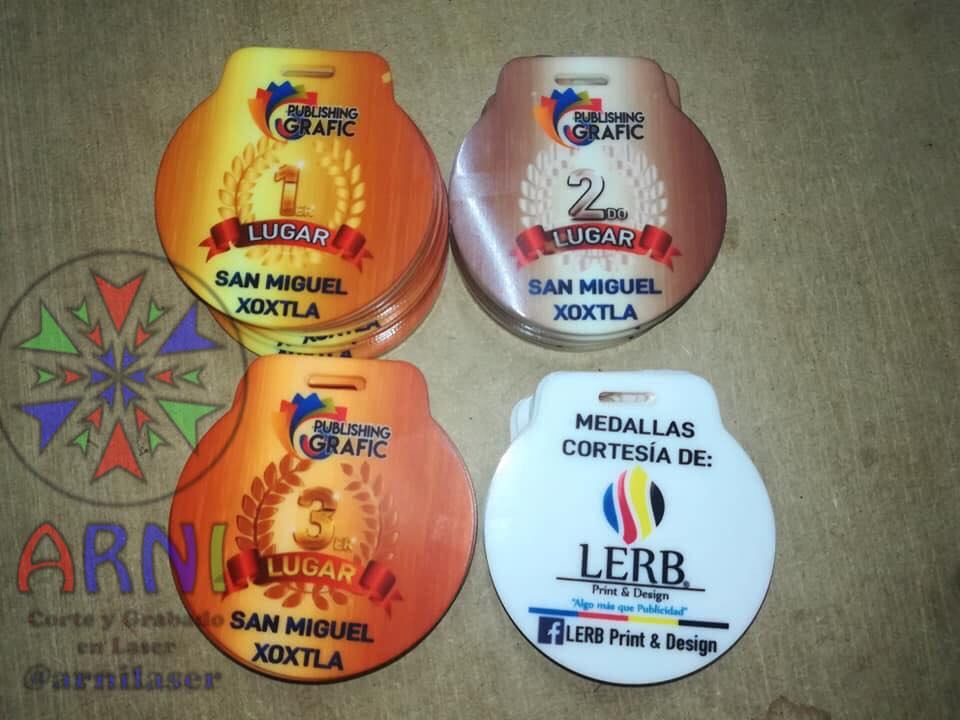 PUBLISHING
GRAFIC
1ER
LUGAR
SAN MIGUEL
XOXTLA
XOXTLA
XOXTLA
PUBLISHING
GRAFIC
2DO
LUGAR
SAN MIGUEL
XOXTLA
PUBLISHING
GRAFIC
3ER
LUGAR
SAN MIGUEL
XOXTLA
MEDALLAS
CORTESÍA DE:
LERB®
Print & Design
"Algo más que Publicidad"
f LERB Print & Design
ARNI
Corte y Grabado
en Laser
@arnilaser